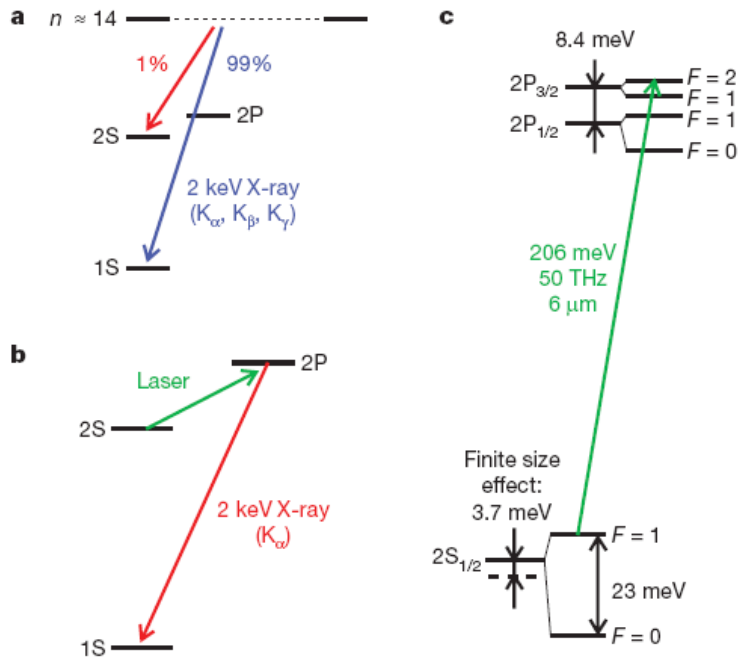 a
n ≈ 14
1%
99%
2P
2S
2 keV X-ray
(Kα, Kβ, Kγ)
1S
b
2P
Laser
2S
2 keV X-ray
(Kα)
1S
c
8.4 meV
2P3/2
F = 2
F = 1
2P1/2
F = 1
F = 0
206 meV
50 THz
6 μm
Finite size
effect:
3.7 meV
F = 1
2S1/2
23 meV
F = 0